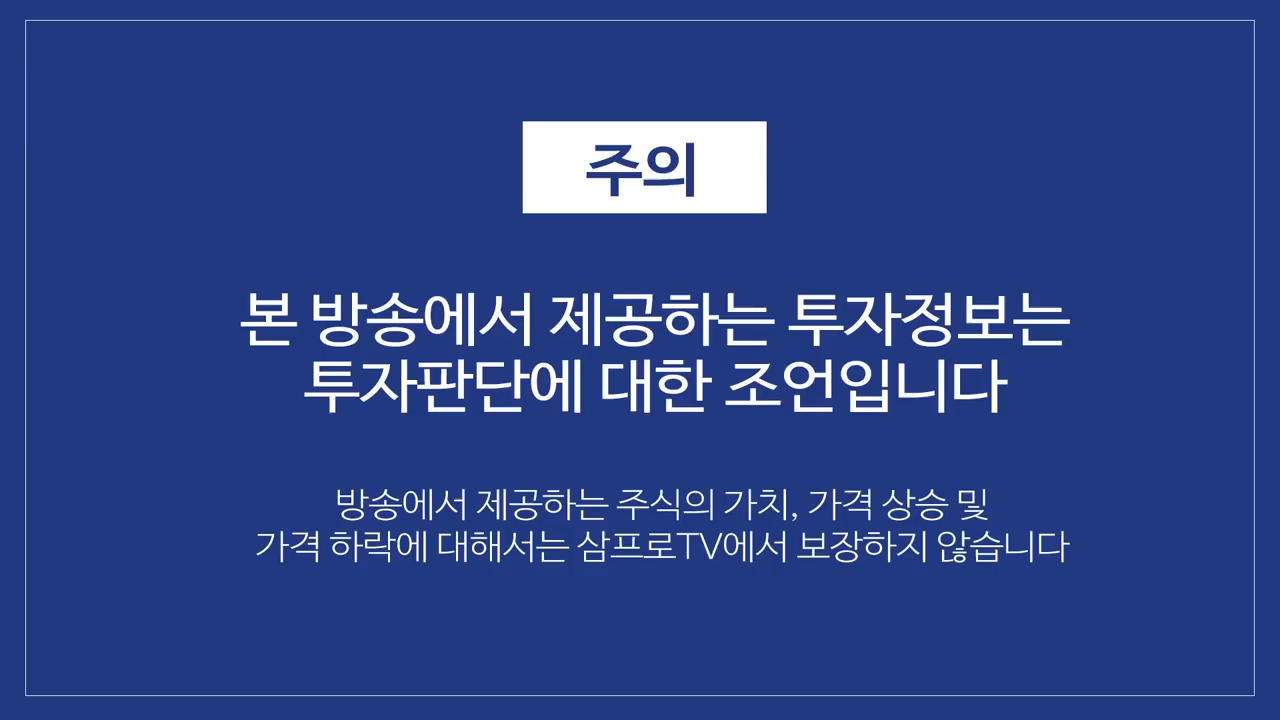 주의
본 방송에서 제공하는 투자정보는
투자판단에 대한 조언입니다
방송에서 제공하는 주식의 가치, 가격 상승 및
가격 하락에 대해서는 삼프로TV에서 보장하지 않습니다